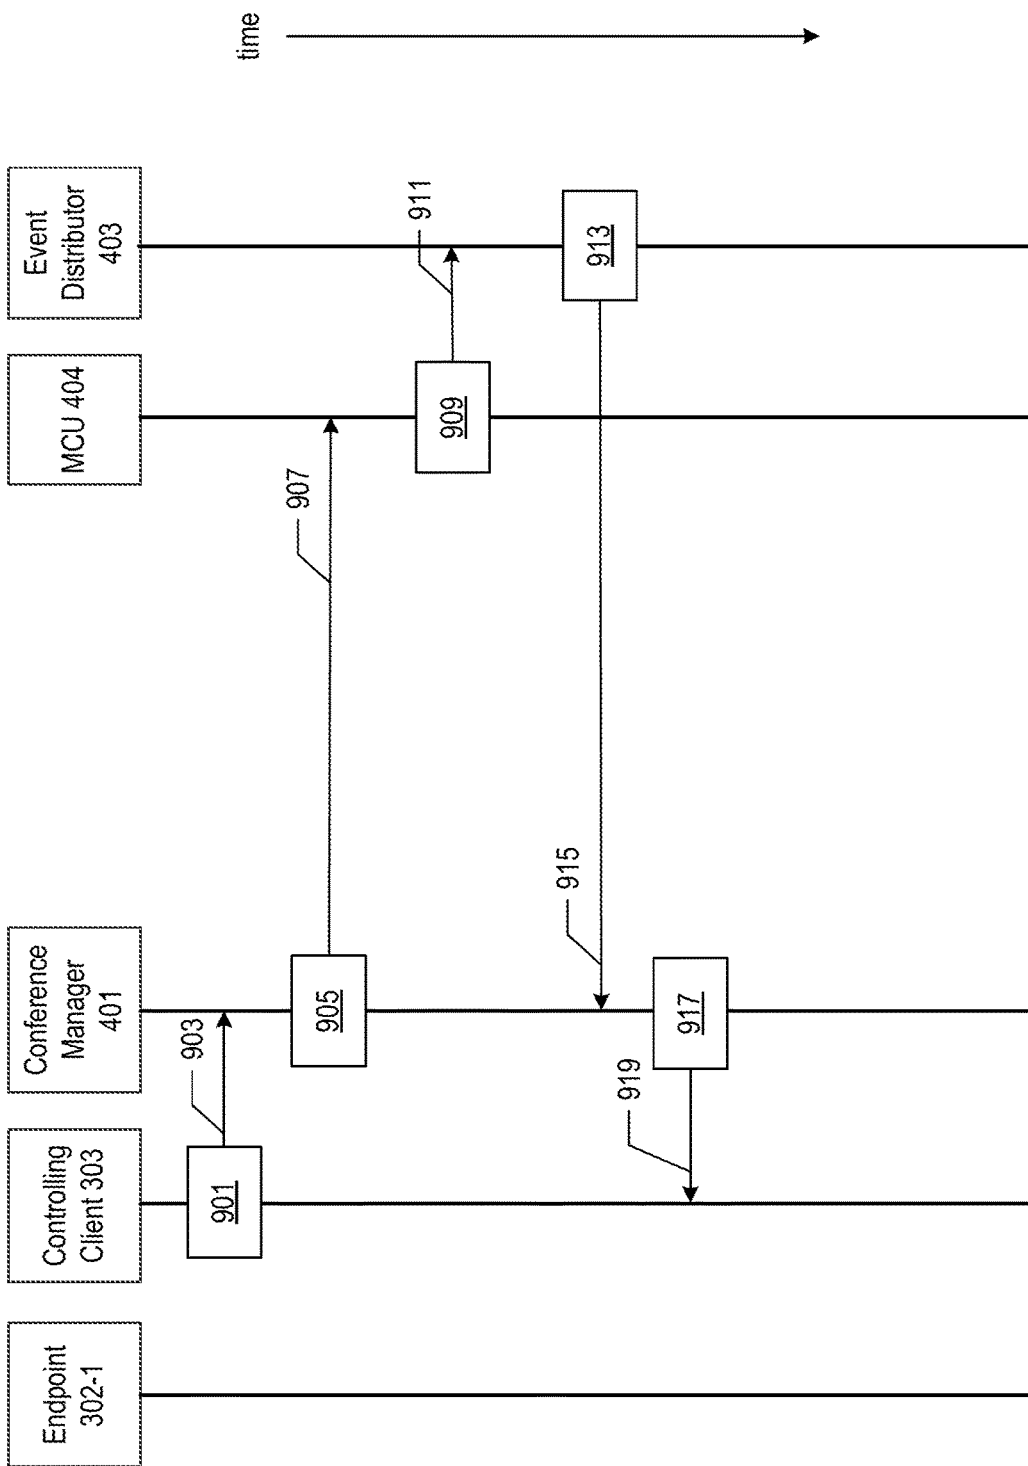 Endpoint
302-1
Controlling
Client 303
Conference
Manager
401
MCU 404
Event
Distributor
403
time
901
903
905
907
909
911
913
915
917
919